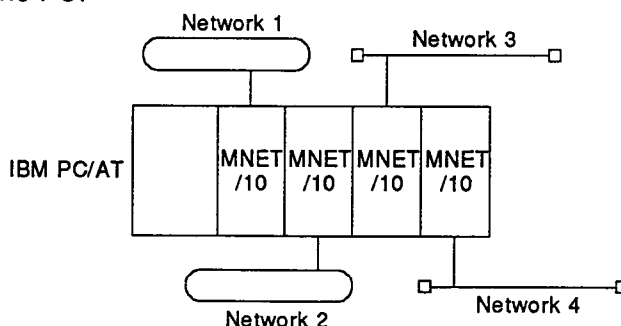 Network 1
Network 3
IBM PC/AT
MNET MNET MNET MNET
/10 /10 /10 /10
Network 2
Network 4